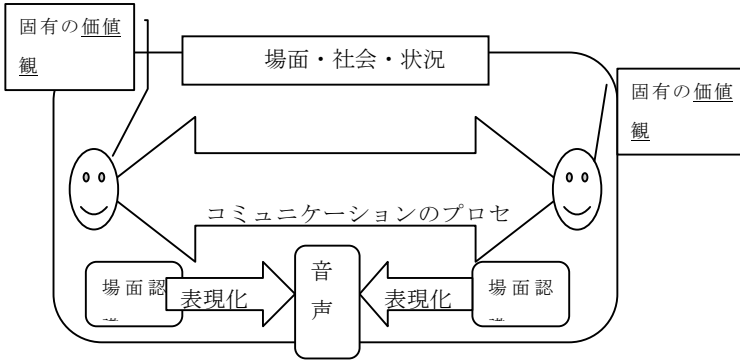 固有の価値
観
場面・社会・状況
固有の価値
観
コミュニケーションのプロセ
音
声
場面認
表現化
表現化
場面認